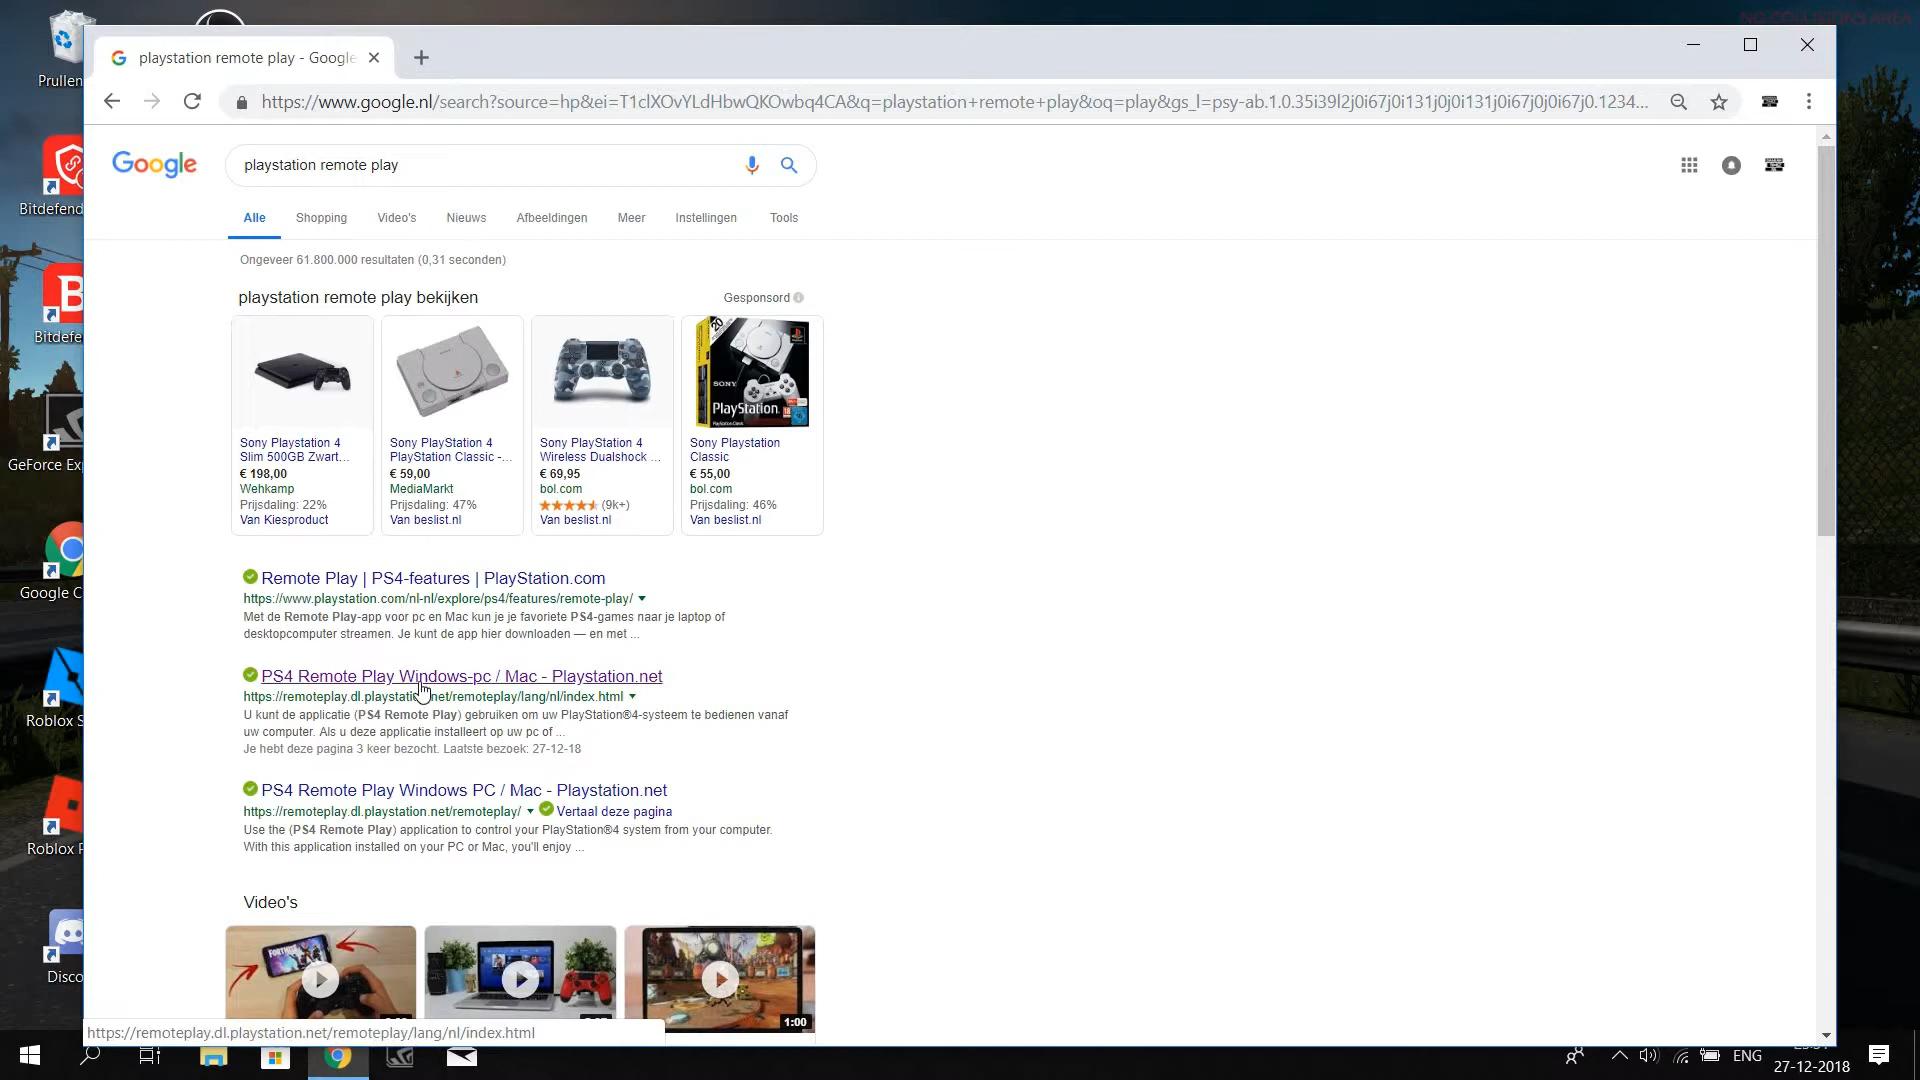 NO COLLISIONS AREA
Prullen
playstation remote play - Google
https://www.google.nl/search?source=hp&ei=T1clXOvYLdHbwQKOwbq4CA&q=playstation+remote+play&oq=play&gs_l=psy-ab.1.0.35i39l2j0i67j0i131j0j0i131j0i67j0j0i67j0.1234...
Google
playstation remote play
Alle Shopping Video's Nieuws Afbeeldingen Meer Instellingen Tools
Ongeveer 61.800.000 resultaten (0,31 seconden)
playstation remote play bekijken
Gesponsord
20
SONY
PlayStation.
Sony Playstation 4
Slim 500GB Zwart...
€ 198,00
Wehkamp
Prijsdaling: 22%
Van Kiesproduct
Sony PlayStation 4
PlayStation Classic -...
€ 59,00
MediaMarkt
Prijsdaling: 47%
Van beslist.nl
Sony PlayStation 4
Wireless Dualshock ...
€ 69,95
bol.com
(9k+)
Van beslist.nl
Sony Playstation
Classic
€ 55,00
bol.com
Prijsdaling: 46%
Van beslist.nl
Remote Play | PS4-features | PlayStation.com
https://www.playstation.com/nl-nl/explore/ps4/features/remote-play/
Met de Remote Play-app voor pc en Mac kun je je favoriete PS4-games naar je laptop of
desktopcomputer streamen. Je kunt de app hier downloaden — en met ...
PS4 Remote Play Windows-pc / Mac - Playstation.net
https://remoteplay.dl.playstation.net/remoteplay/lang/nl/index.html
U kunt de applicatie (PS4 Remote Play) gebruiken om uw PlayStation®4-systeem te bedienen vanaf
uw computer. Als u deze applicatie installeert op uw pc of ...
Je hebt deze pagina 3 keer bezocht. Laatste bezoek: 27-12-18
PS4 Remote Play Windows PC / Mac - Playstation.net
https://remoteplay.dl.playstation.net/remoteplay/ Vertaal deze pagina
Use the (PS4 Remote Play) application to control your PlayStation®4 system from your computer.
With this application installed on your PC or Mac, you'll enjoy ...
Video's
FORTNITE
1:00
https://remoteplay.dl.playstation.net/remoteplay/lang/nl/index.html
Bitdefend
Bitdefe
GeForce Exp
Google C
Roblox S
Roblox P
Disco
ENG
27-12-2018